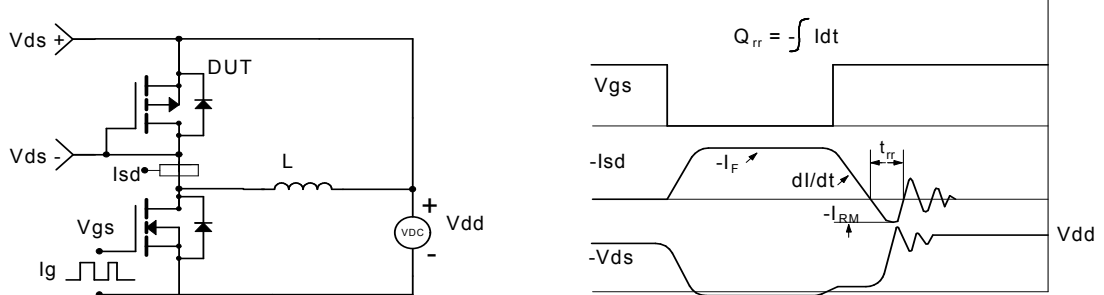 Vds +
DUT
Vds -
Isd
L
Vgs
Ig
+
VDC
-
Vdd
Qrr = -∫ Idt
Vgs
-Isd
-IF
dI/dt
trr
-IRM
-Vds
Vdd